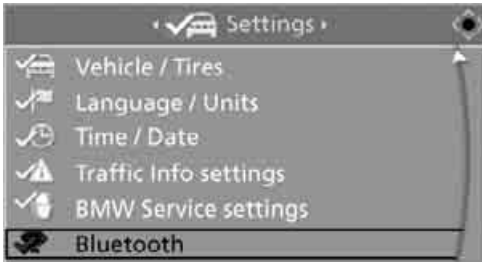 Settings
Vehicle / Tires
Language / Units
Time / Date
Traffic Info settings
BMW Service settings
Bluetooth